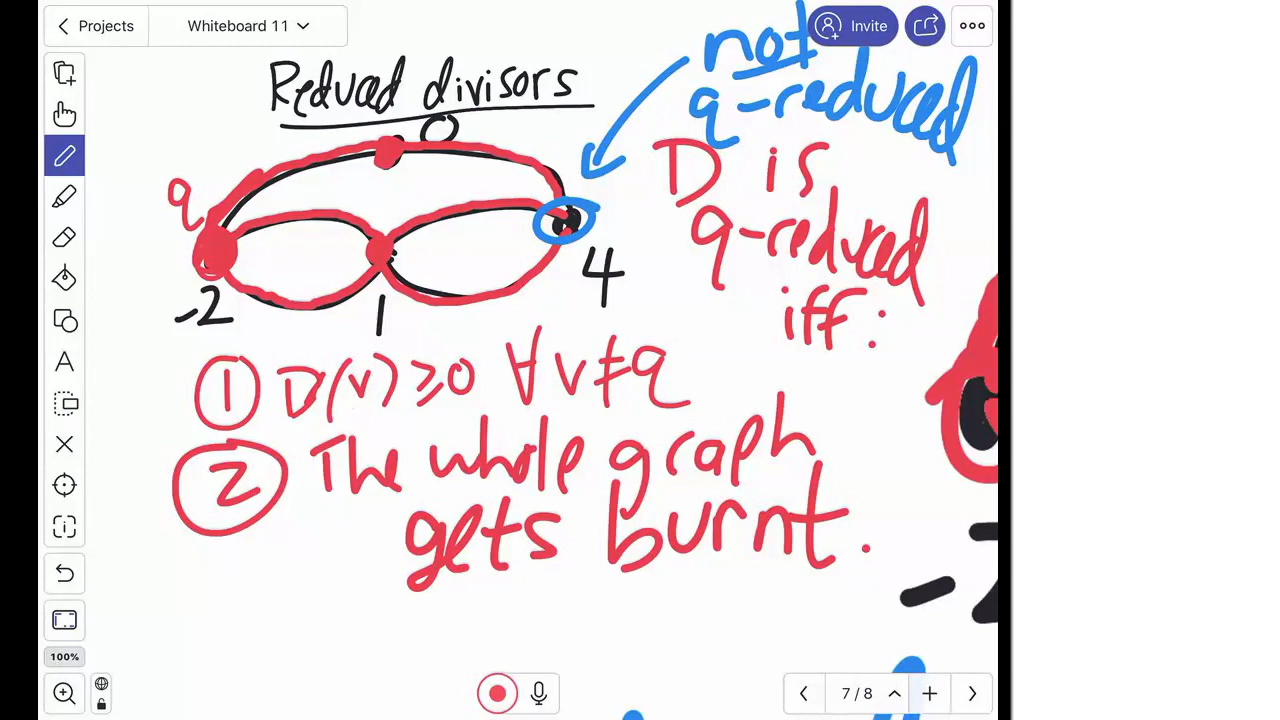 Projects
Whiteboard 11
Invite
not
q-reduced
Reduced divisors
0
q
-2
1
4
D is
q-reduced
iff:
① D(v) ≥ 0 ∀v ≠ q
② The whole graph
gets burnt.
100%
7 / 8